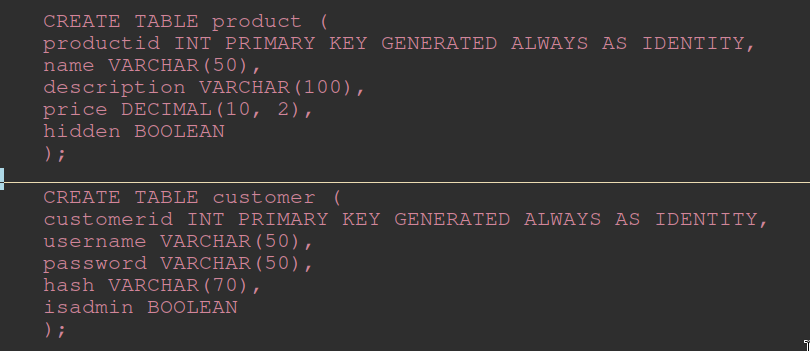 CREATE TABLE product (
productid INT PRIMARY KEY GENERATED ALWAYS AS IDENTITY,
name VARCHAR(50),
description VARCHAR(100),
price DECIMAL(10, 2),
hidden BOOLEAN
);
CREATE TABLE customer (
customerid INT PRIMARY KEY GENERATED ALWAYS AS IDENTITY,
username VARCHAR(50),
password VARCHAR(50),
hash VARCHAR(70),
isadmin BOOLEAN
);